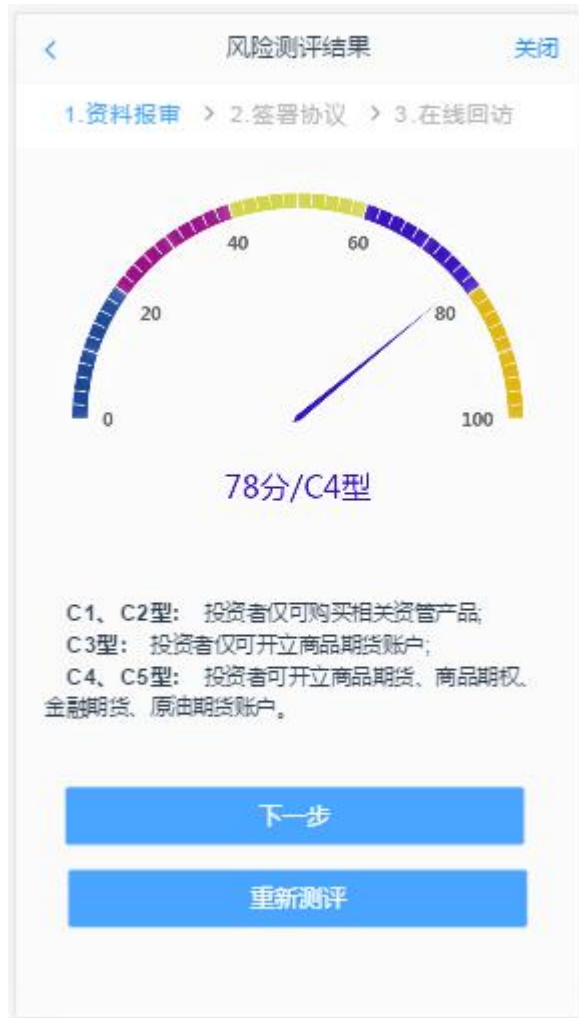 < 风险测评结果 关闭
1.资料报审 > 2.签署协议 > 3.在线回访
40 60
20 80
0 100
78分/C4型
C1、C2型: 投资者仅可购买相关资管产品;
C3型: 投资者仅可开立商品期货账户;
C4、C5型: 投资者可开立商品期货、商品期权、
金融期货、原油期货账户。
下一步
重新测评